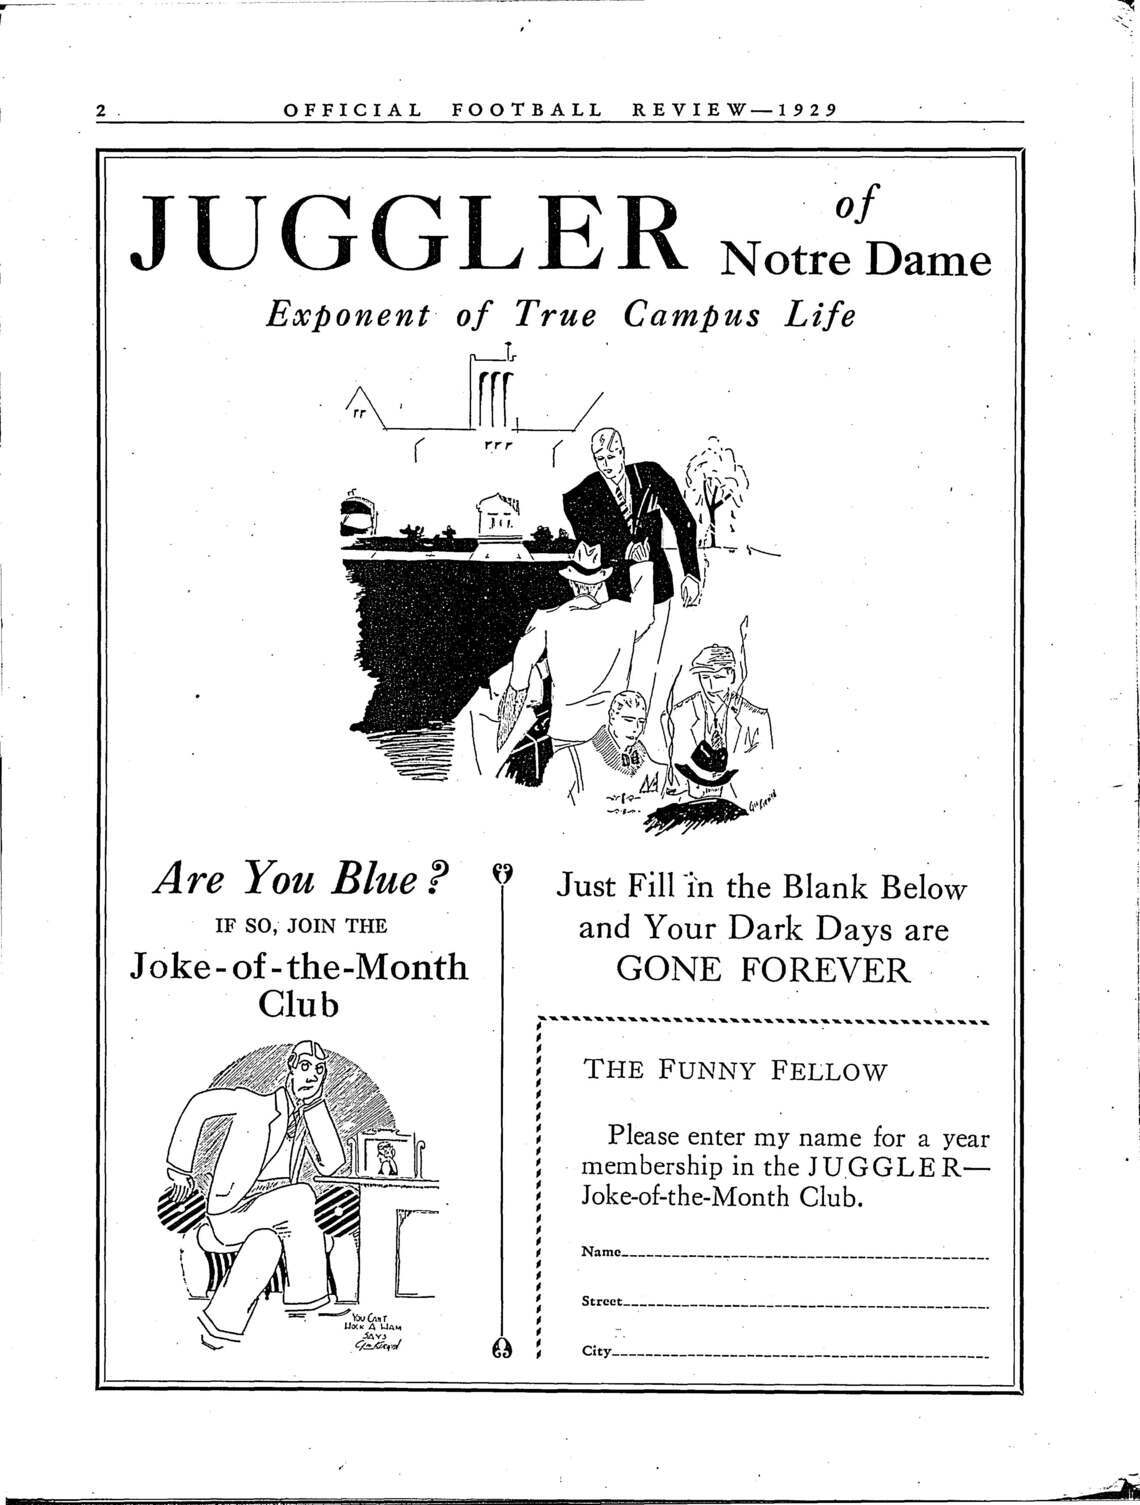 2
OFFICIAL FOOTBALL REVIEW—1929
JUGGLER
of
Notre Dame
Exponent of True Campus Life
Are You Blue?
IF SO, JOIN THE
Joke-of-the-Month
Club
YOU CAN'T
HOCK A HAM
SAYS
Just Fill in the Blank Below
and Your Dark Days are
GONE FOREVER
THE FUNNY FELLOW
Please enter my name for a year
membership in the JUGGLER—
Joke-of-the-Month Club.
Name
Street
City